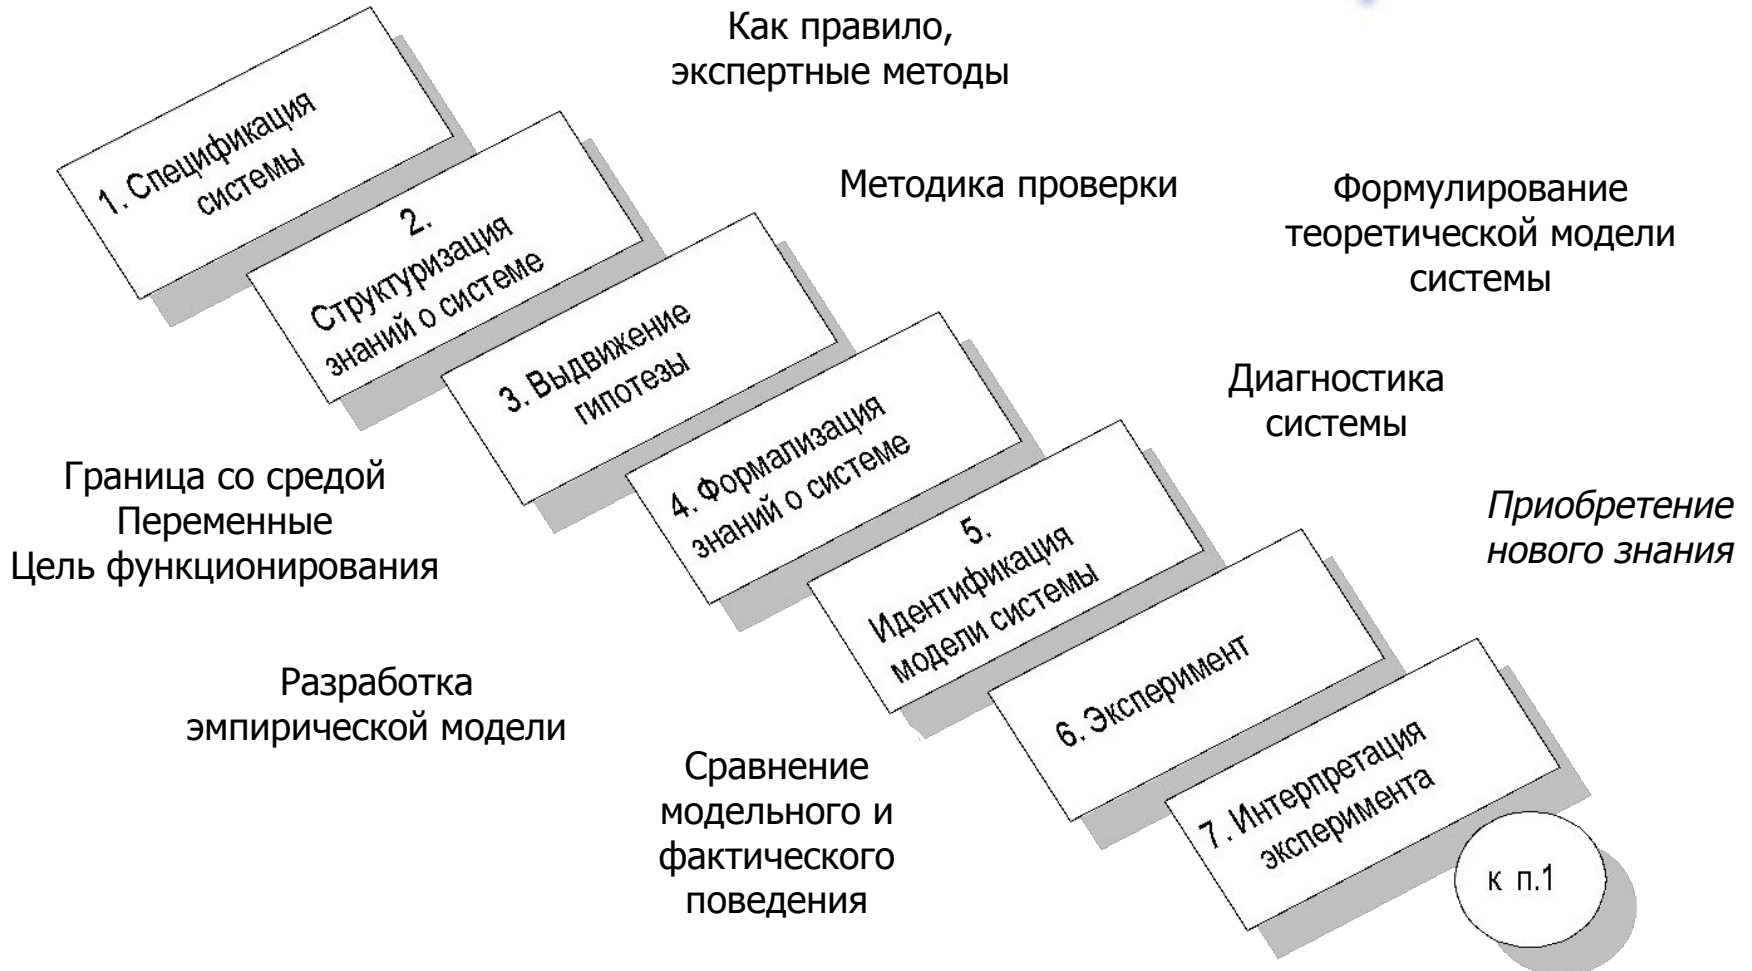 Как правило,
экспертные методы
1. Спецификация
системы
2.
Структуризация
знаний о системе
Методика проверки
Формулирование
теоретической модели
системы
3. Выдвижение
гипотезы
4. Формализация
знаний о системе
Диагностика
системы
Граница со средой
Переменные
Цель функционирования
5.
Идентификация
модели системы
Приобретение
нового знания
Разработка
эмпирической модели
6. Эксперимент
Сравнение
модельного и
фактического
поведения
7. Интерпретация
эксперимента
к п.1